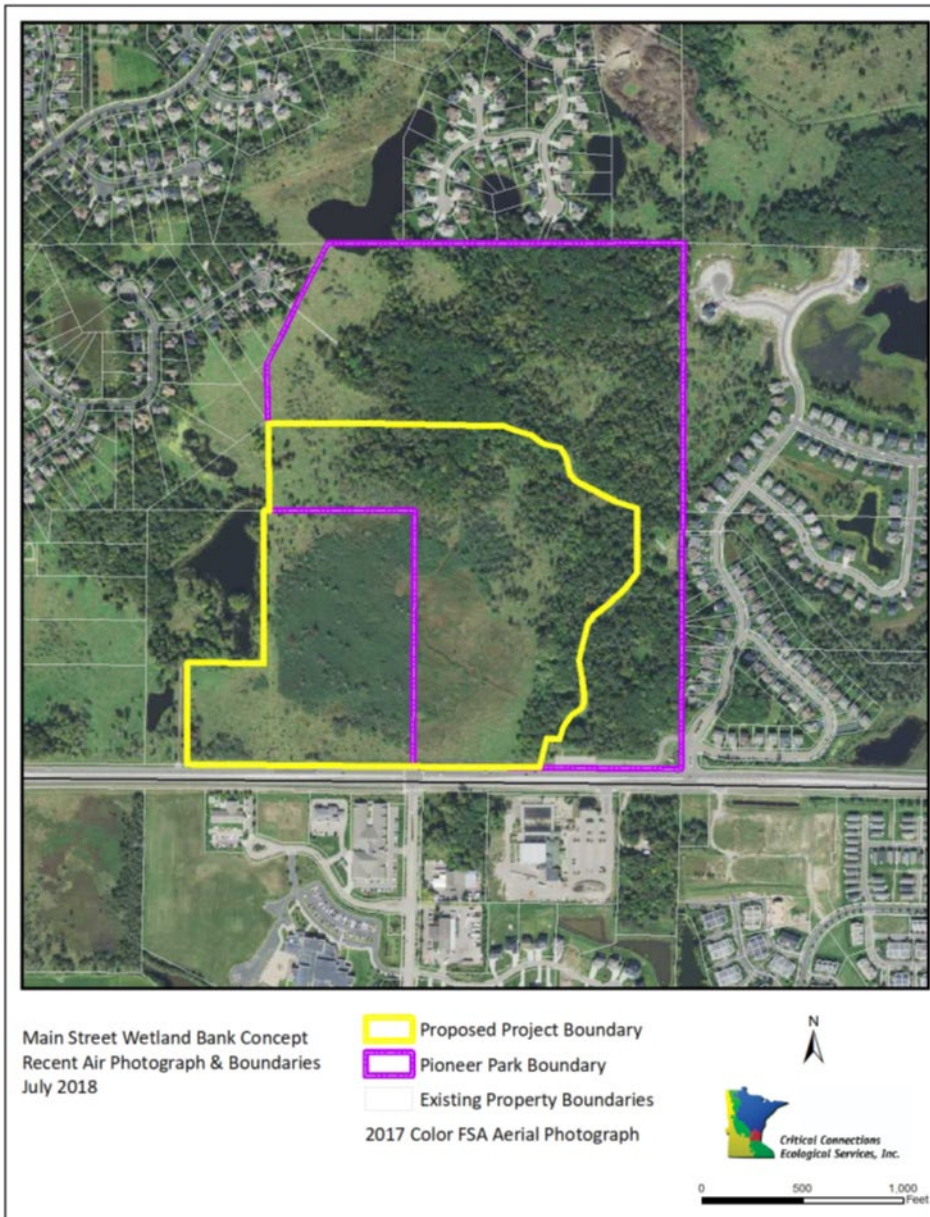 Main Street Wetland Bank Concept
Recent Air Photograph & Boundaries
July 2018
Proposed Project Boundary
Pioneer Park Boundary
Existing Property Boundaries
2017 Color FSA Aerial Photograph
N
Critical Connections
Ecological Services, Inc.
0 500 1,000
Feet